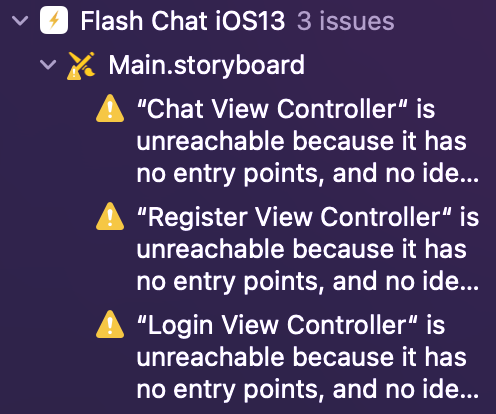 Flash Chat iOS13 3 issues
Main.storyboard
“Chat View Controller“ is
unreachable because it has
no entry points, and no ide...
“Register View Controller“ is
unreachable because it has
no entry points, and no ide...
“Login View Controller“ is
unreachable because it has
no entry points, and no ide...